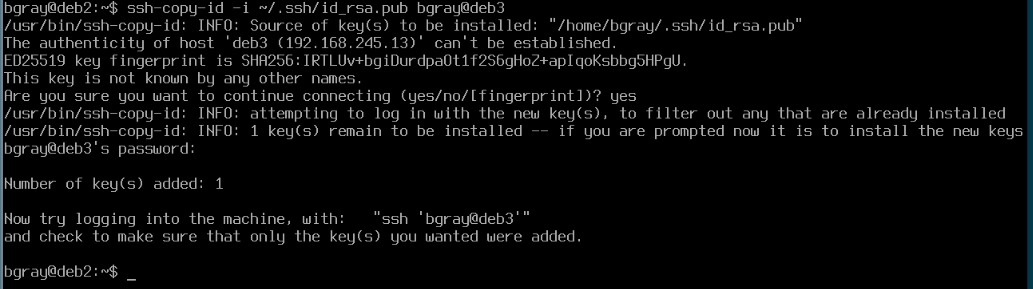 bgray@deb2:~$ ssh-copy-id -i ~/.ssh/id_rsa.pub bgray@deb3
/usr/bin/ssh-copy-id: INFO: Source of key(s) to be installed: "/home/bgray/.ssh/id_rsa.pub"
The authenticity of host 'deb3 (192.168.245.13)' can't be established.
ED25519 key fingerprint is SHA256:IRTLUv+bgiDurdpaOt1f2S6gHoZ+apIqoKsbbg5HPgU.
This key is not known by any other names.
Are you sure you want to continue connecting (yes/no/[fingerprint])? yes
/usr/bin/ssh-copy-id: INFO: attempting to log in with the new key(s), to filter out any that are already installed
/usr/bin/ssh-copy-id: INFO: 1 key(s) remain to be installed -- if you are prompted now it is to install the new keys
bgray@deb3's password:
Number of key(s) added: 1
Now try logging into the machine, with:   "ssh 'bgray@deb3'"
and check to make sure that only the key(s) you wanted were added.
bgray@deb2:~$ _